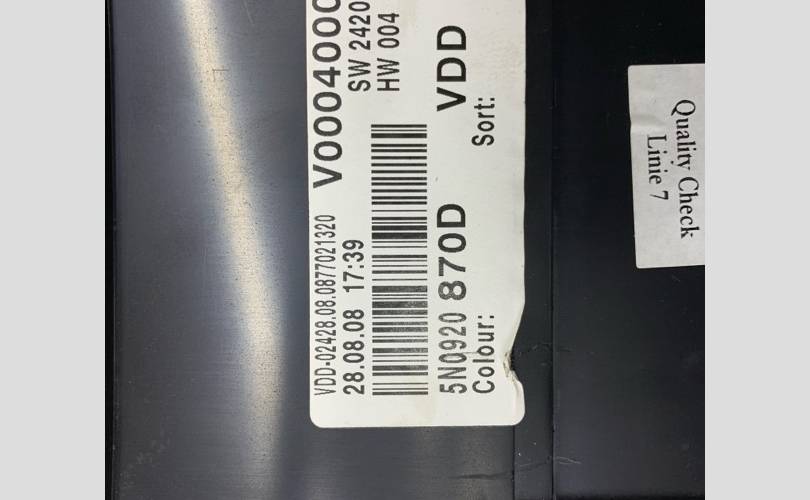 VDD-02428.08.0877021320 V0004000
28.08.08 17:39 SW 2420
HW 004
5N0920 870D VDD
Colour: Sort:
Quality Check
Linie 7